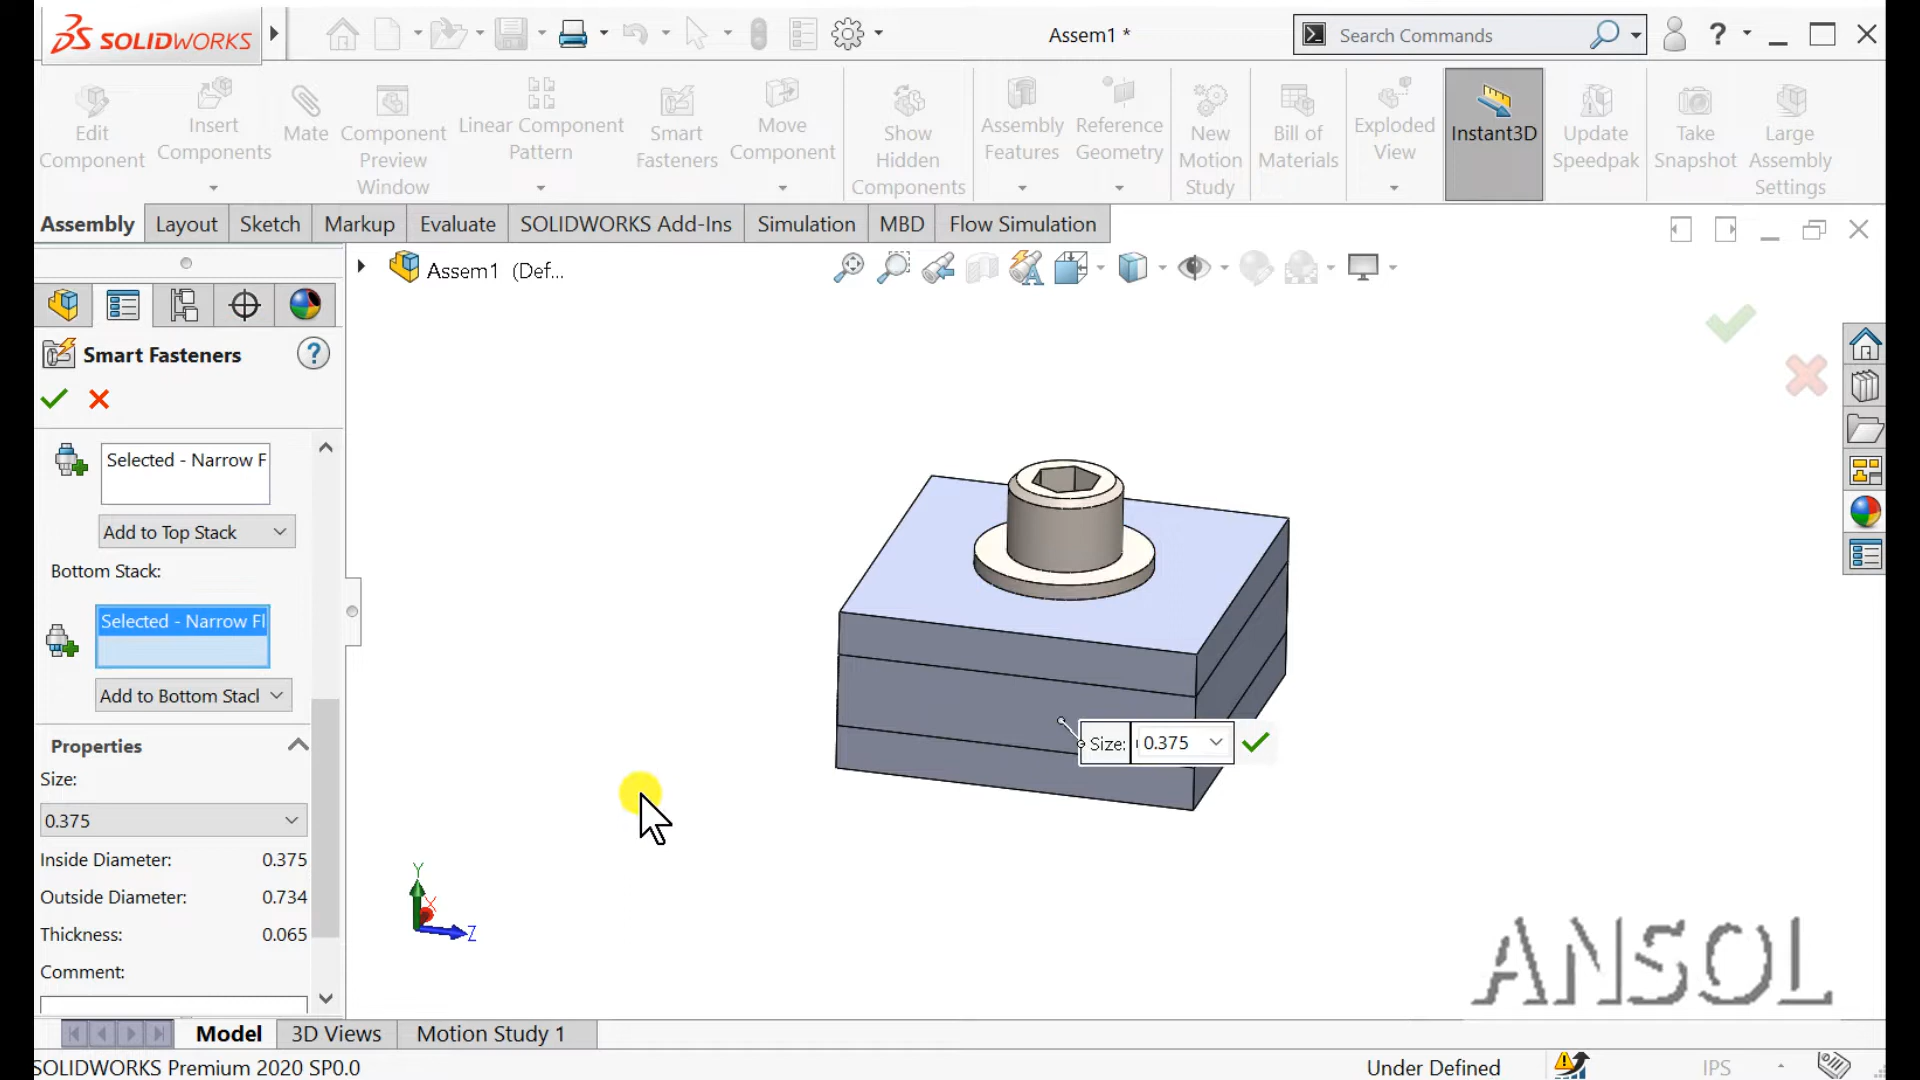 SOLIDWORKS
Assem1 *
Search Commands
?
Edit Component
Insert Components
Mate
Component Preview Window
Linear Component Pattern
Smart Fasteners
Move Component
Show Hidden Components
Assembly Features
Reference Geometry
New Motion Study
Bill of Materials
Exploded View
Instant3D
Update Speedpak
Take Snapshot
Large Assembly Settings
Assembly
Layout
Sketch
Markup
Evaluate
SOLIDWORKS Add-Ins
Simulation
MBD
Flow Simulation
Assem1 (Def...
Smart Fasteners
?
Selected - Narrow F
Add to Top Stack
Bottom Stack:
Selected - Narrow Fl
Add to Bottom Stacl
Properties
Size:
0.375
Inside Diameter: 0.375
Outside Diameter: 0.734
Thickness: 0.065
Comment:
Size: 0.375
Y
X
Z
ANSOL
Model
3D Views
Motion Study 1
SOLIDWORKS Premium 2020 SP0.0
Under Defined
IPS